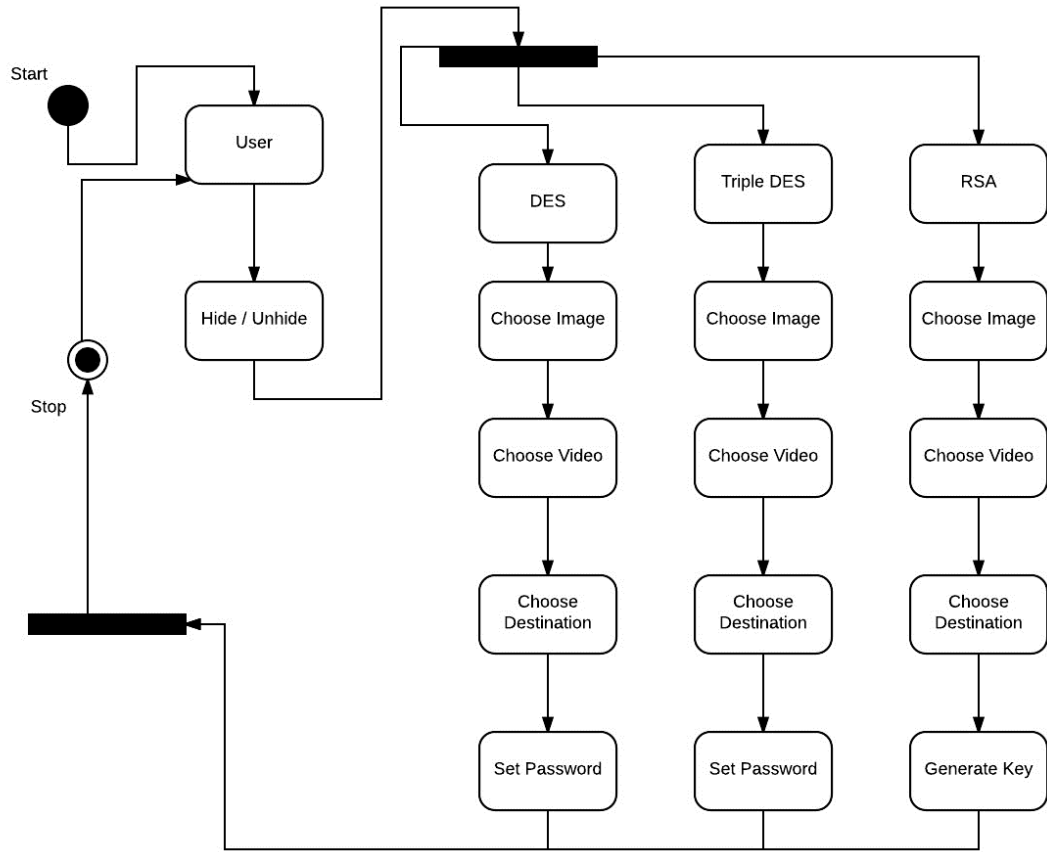 Start
User
Hide / Unhide
Stop
DES
Choose Image
Choose Video
Choose
Destination
Set Password
Triple DES
Choose Image
Choose Video
Choose
Destination
Set Password
RSA
Choose Image
Choose Video
Choose
Destination
Generate Key